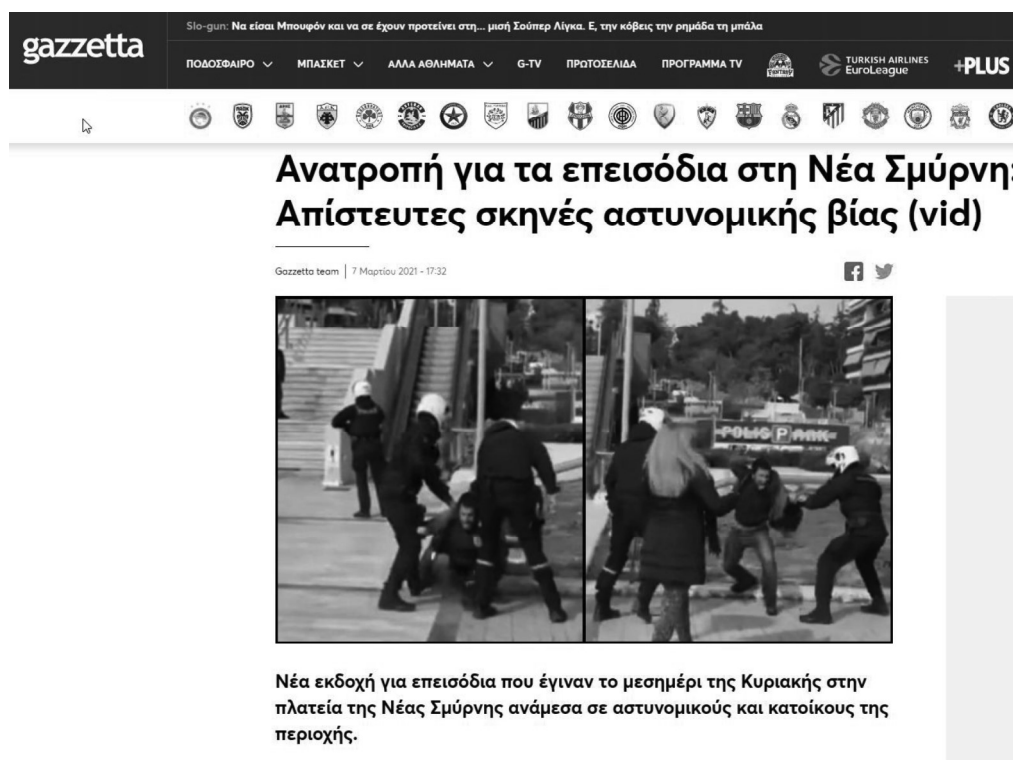 gazzetta
Slo-gun: Να είσαι Μπουφόν και να σε έχουν προτείνει στη... μισή Σούπερ Λίγκα. Ε, την κόβεις την ρημάδα τη μπάλα
ΠΟΔΟΣΦΑΙΡΟ ΜΠΑΣΚΕΤ ΑΛΛΑ ΑΘΛΗΜΑΤΑ G-TV ΠΡΩΤΟΣΕΛΙΔΑ ΠΡΟΓΡΑΜΜΑ TV TURKISH AIRLINES EuroLeague +PLUS
Ανατροπή για τα επεισόδια στη Νέα Σμύρνη:
Απίστευτες σκηνές αστυνομικής βίας (vid)
Gazzetta team | 7 Μαρτίου 2021 - 17:32
POLIS PARK
Νέα εκδοχή για επεισόδια που έγιναν το μεσημέρι της Κυριακής στην
πλατεία της Νέας Σμύρνης ανάμεσα σε αστυνομικούς και κατοίκους της
περιοχής.